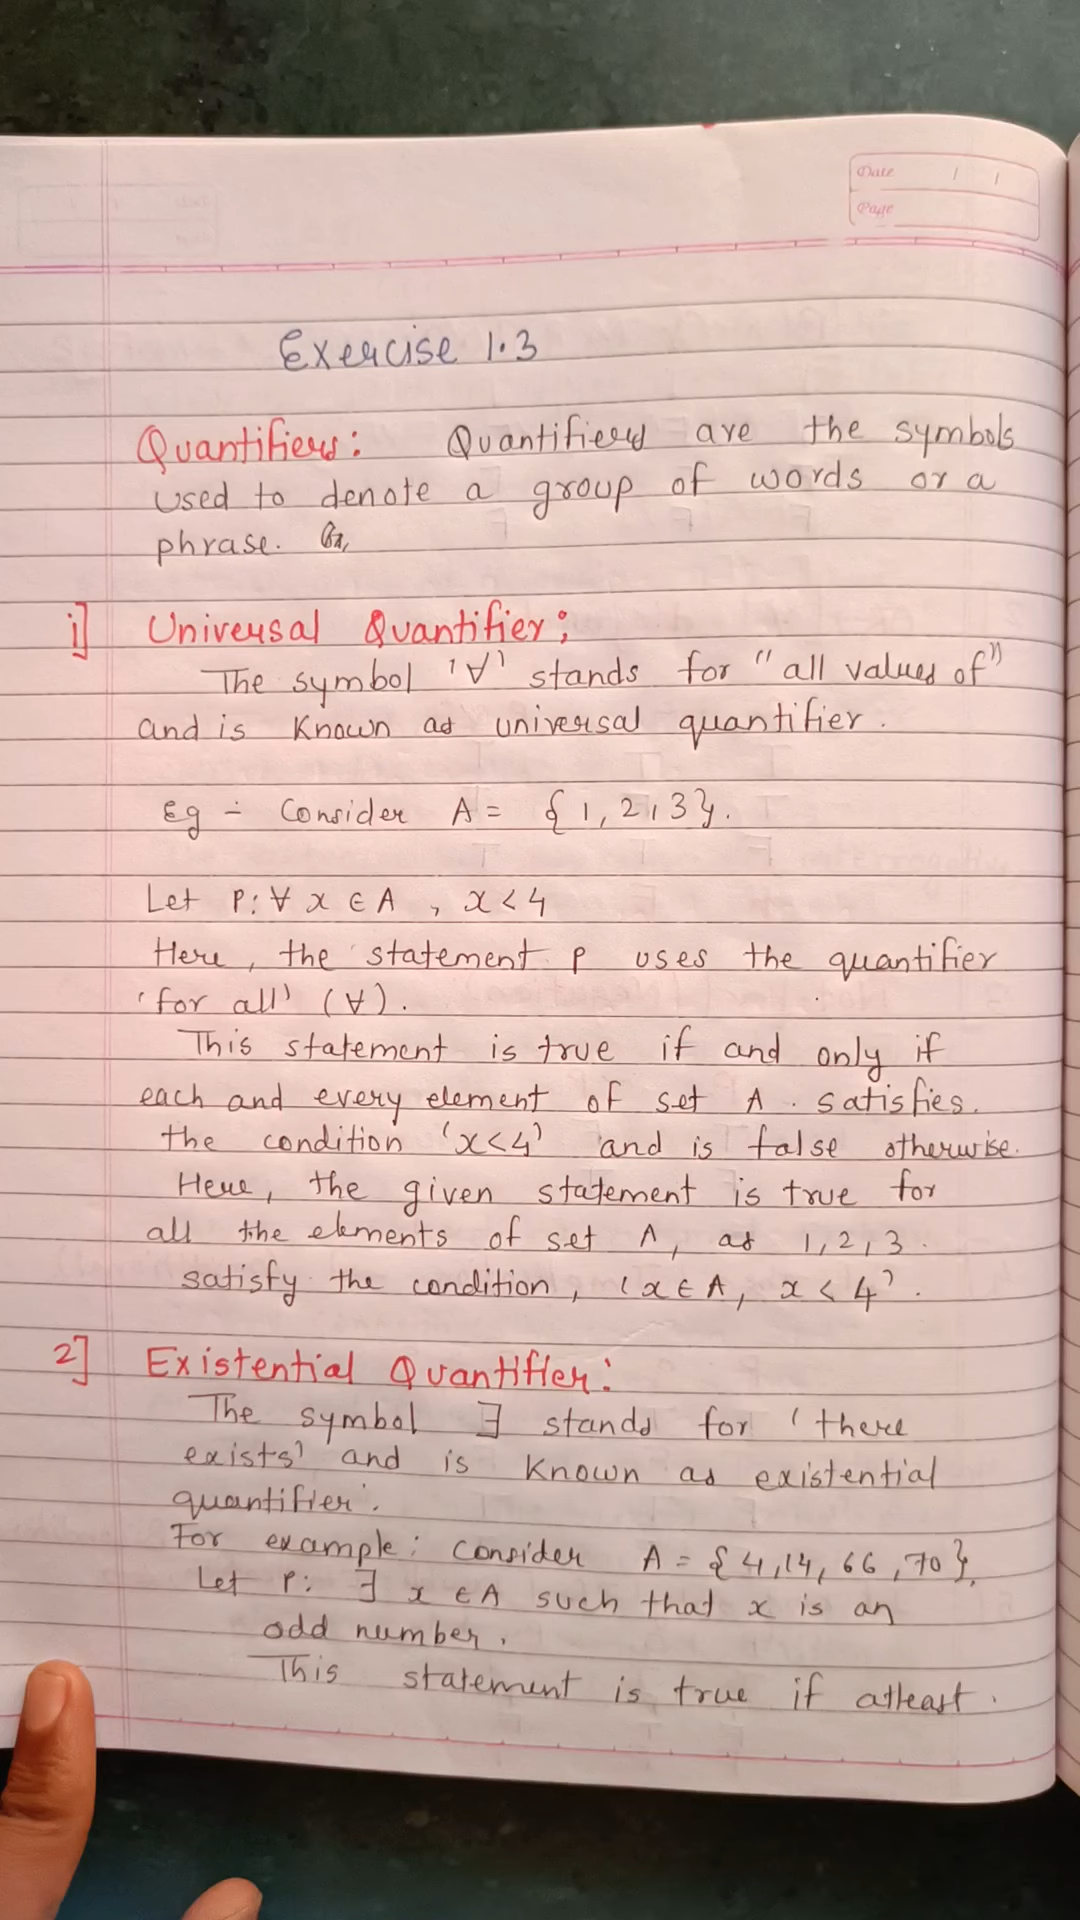 Date / /
Page
Exercise 1.3
Quantifiers: Quantifiers are the symbols
used to denote a group of words or a
phrase.
i] Universal Quantifier;
The symbol '∀' stands for "all values of"
and is known as universal quantifier.
Eg ÷ Consider A = {1, 2, 3}.
Let P: ∀ x ∈ A , x < 4
Here, the statement P uses the quantifier
'for all' (∀).
This statement is true if and only if
each and every element of set A. satisfies.
the condition 'x<4' and is false otherwise.
Here, the given statement is true for
all the elements of set A, as 1, 2, 3.
satisfy the condition, 'x ∈ A, x < 4'.
2] Existential Quantifier:
The symbol ∃ stands for 'there
exists' and is known as existential
quantifier'.
For example: Consider A = {4, 14, 66, 70}.
Let P: ∃ x ∈ A such that x is an
odd number.
This statement is true if atleast.